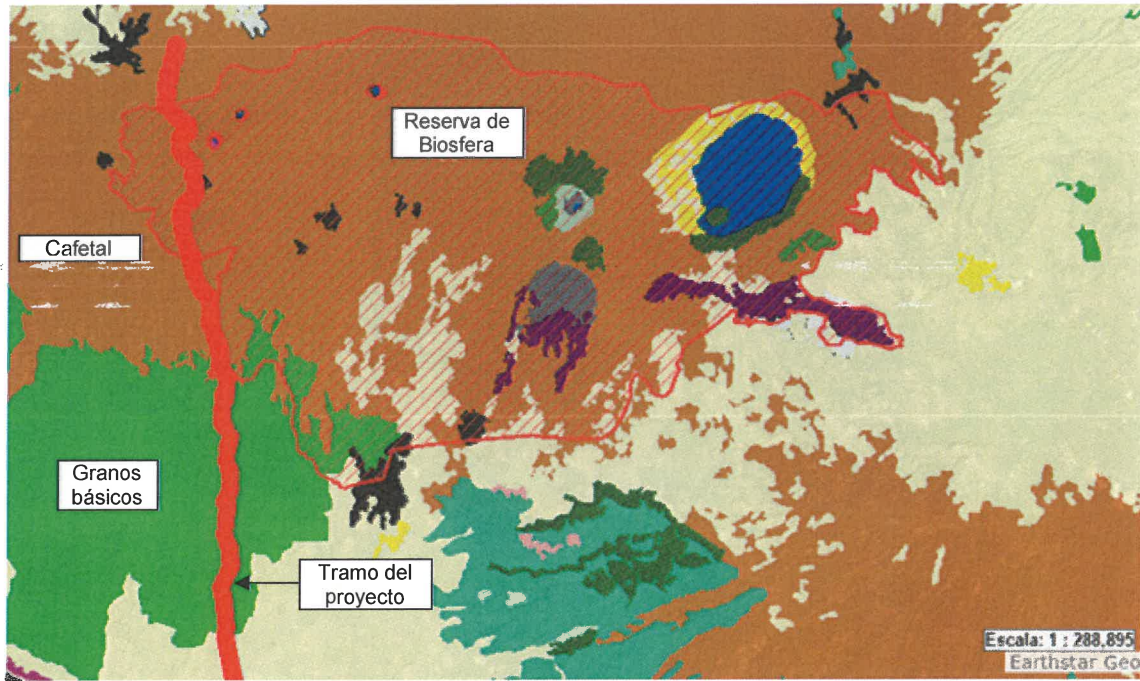 Reserva de
Biosfera
Cafetal
Granos
básicos
Tramo del
proyecto
Escala: 1 : 288,895
Earthstar Geo